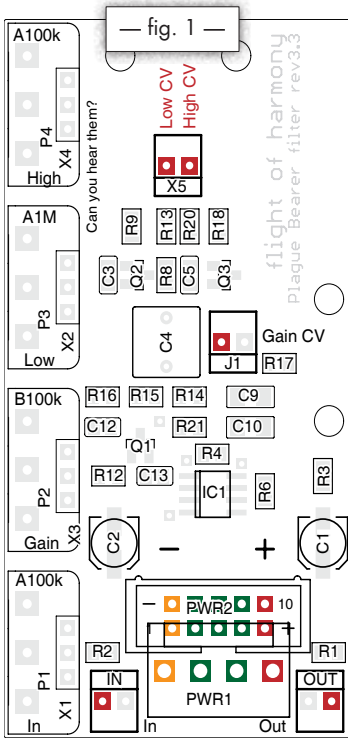 — fig. 1 —
A100k
P4
X4
High
Can you hear them?
Low CV
High CV
X5
flight of harmony
Plague Bearer filter rev3.3
R9
R13
R20
R18
C3
Q2
R8
C5
Q3
A1M
P3
X2
Low
C4
Gain CV
J1
R17
R16
R15
R14
C9
C12
R21
C10
Q1
R4
B100k
P2
X3
Gain
R12
C13
IC1
R6
R3
C2
−
+
C1
A100k
P1
X1
In
−
PWR2
10
−
+
R2
R1
IN
In
PWR1
Out
OUT